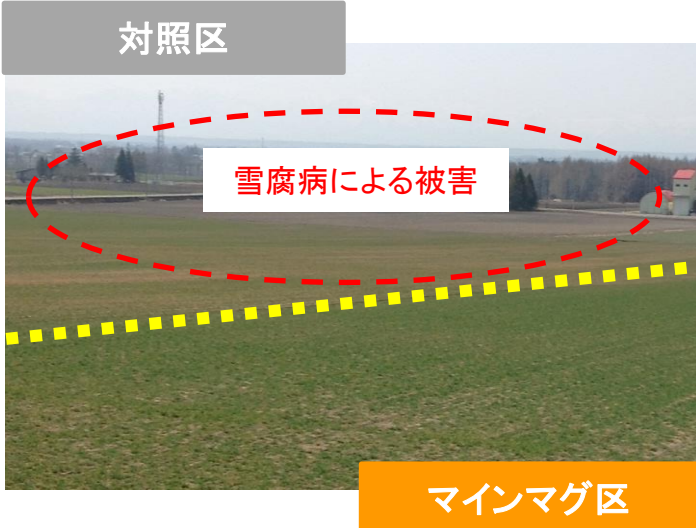 対照区
雪腐病による被害
マインマグ区